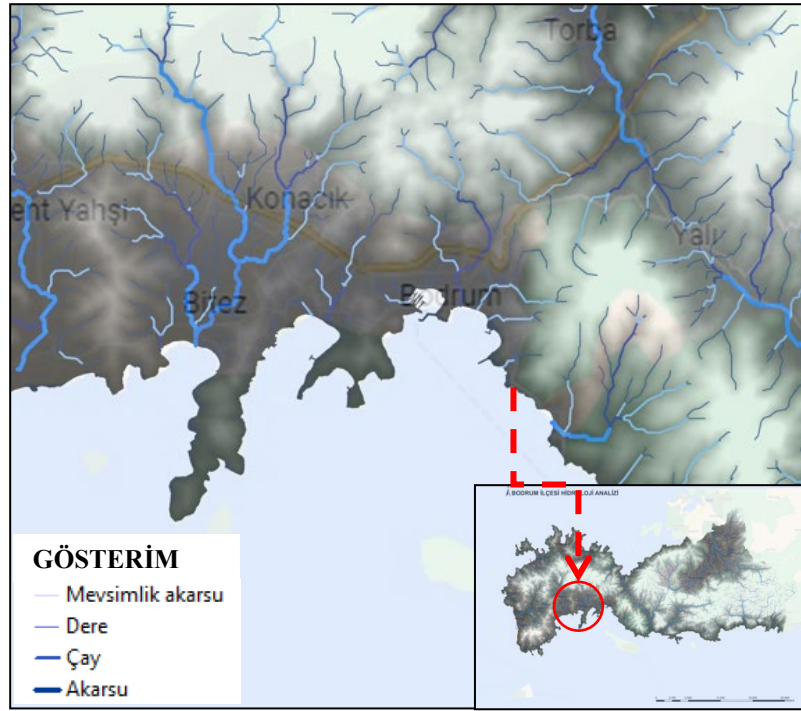 Torba
Konacık
ent Yahşi
Yalı
Bitez
Bodrum
BODRUM İLÇESİ HİDROLOJİ ANALİZİ
GÖSTERİM
Mevsimlik akarsu
Dere
Çay
Akarsu